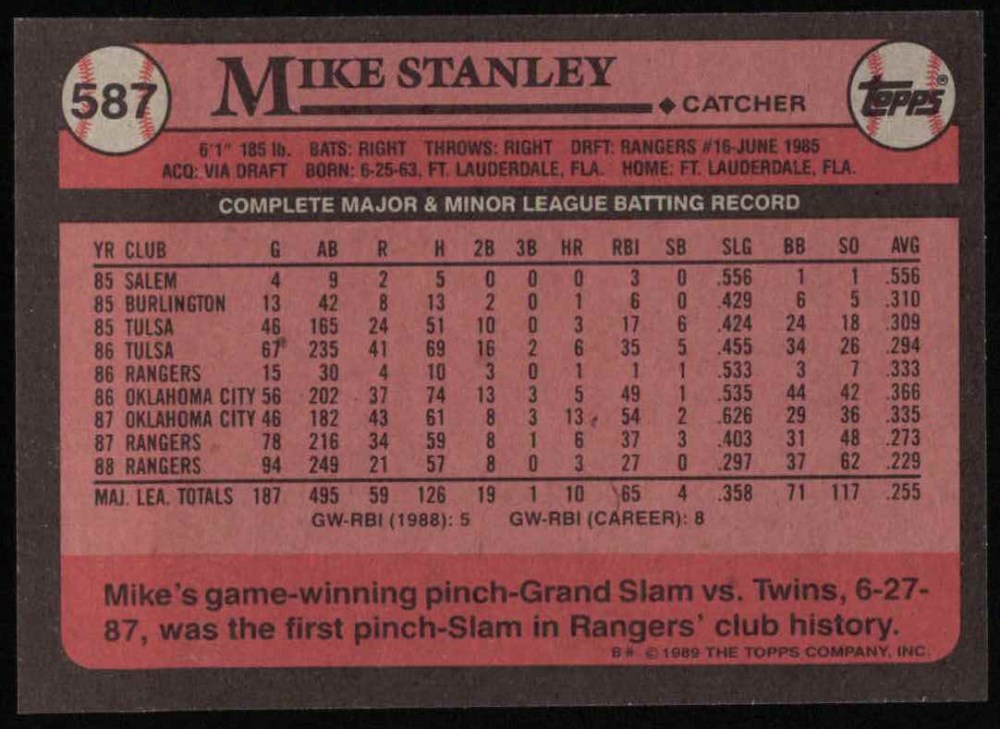 587
MIKE STANLEY
◆ CATCHER
Topps®
6'1" 185 lb. BATS: RIGHT THROWS: RIGHT DRFT: RANGERS #16-JUNE 1985
ACQ: VIA DRAFT BORN: 6-25-63, FT. LAUDERDALE, FLA. HOME: FT. LAUDERDALE, FLA.
COMPLETE MAJOR & MINOR LEAGUE BATTING RECORD
YR CLUB G AB R H 2B 3B HR RBI SB SLG BB SO AVG
85 SALEM 4 9 2 5 0 0 0 3 0 .556 1 1 .556
85 BURLINGTON 13 42 8 13 2 0 1 6 0 .429 6 5 .310
85 TULSA 46 165 24 51 10 0 3 17 6 .424 24 18 .309
86 TULSA 67 235 41 69 16 2 6 35 5 .455 34 26 .294
86 RANGERS 15 30 4 10 3 0 1 1 1 .533 3 7 .333
86 OKLAHOMA CITY 56 202 37 74 13 3 5 49 1 .535 44 42 .366
87 OKLAHOMA CITY 46 182 43 61 8 3 13 54 2 .626 29 36 .335
87 RANGERS 78 216 34 59 8 1 6 37 3 .403 31 48 .273
88 RANGERS 94 249 21 57 8 0 3 27 0 .297 37 62 .229
MAJ. LEA. TOTALS 187 495 59 126 19 1 10 65 4 .358 71 117 .255
GW-RBI (1988): 5 GW-RBI (CAREER): 8
Mike's game-winning pinch-Grand Slam vs. Twins, 6-27-
87, was the first pinch-Slam in Rangers' club history.
B# © 1989 THE TOPPS COMPANY, INC.